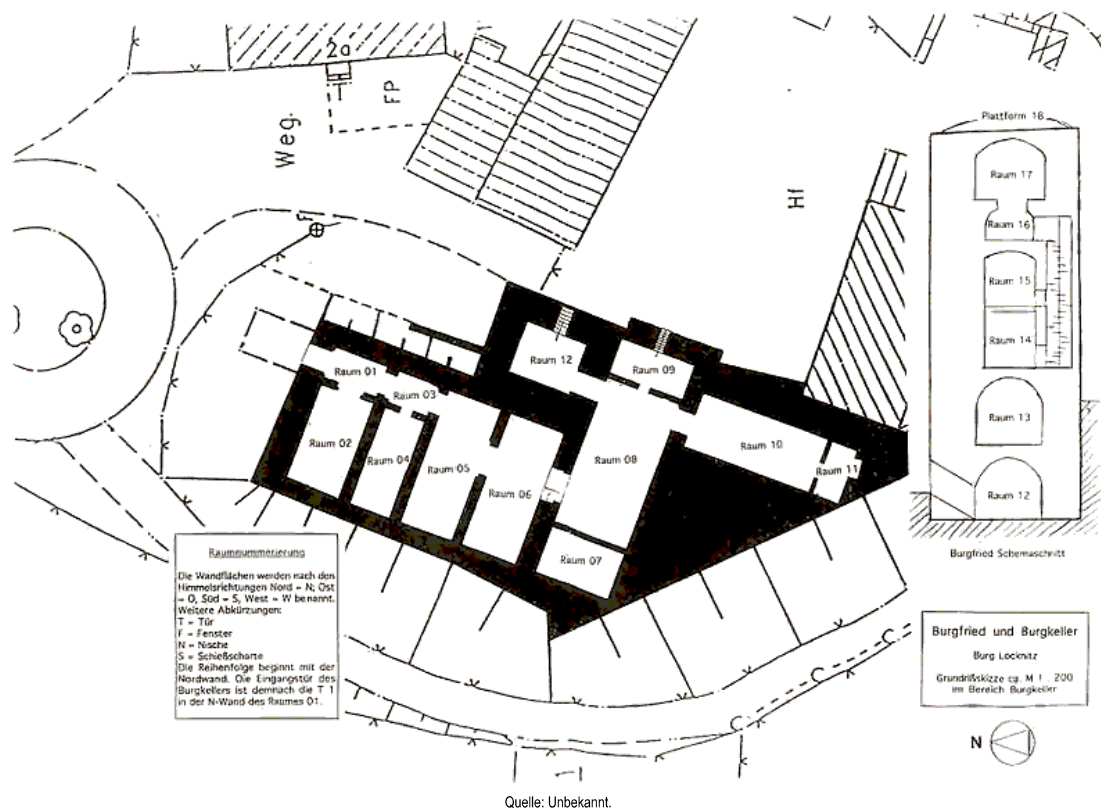 2a
FP
Weg.
Hf
Plattform 18
Raum 17
Raum 16
Raum 15
Raum 14
Raum 13
Raum 12
Burgfried Schemaschnitt
Raum 12
Raum 09
Raum 01
Raum 03
Raum 02
Raum 04
Raum 05
Raum 06
Raum 08
Raum 10
Raum 11
Raum 07
Raumnummerierung
Die Wandflächen werden nach den
Himmelsrichtungen Nord = N; Ost
= O, Süd = S, West = W benannt.
Weitere Abkürzungen:
T = Tür
F = Fenster
N = Nische
S = Schießscharte
Die Reihenfolge beginnt mit der
Nordwand. Die Eingangstür des
Burgkellers ist demnach die T 1
in der N-Wand des Raumes 01.
Burgfried und Burgkeller
Burg Löcknitz
Grundrißskizze ca. M 1 : 200
im Bereich Burgkeller
N
Quelle: Unbekannt.